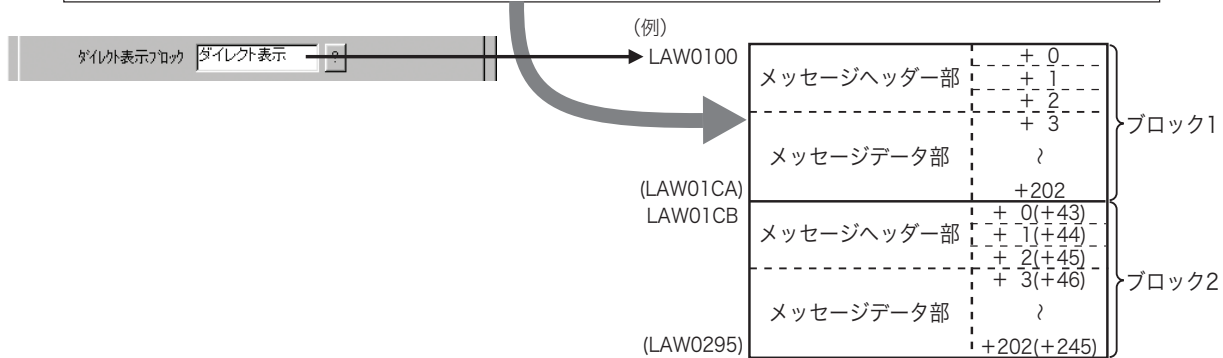 (例)
ダイレクト表示ブロック ダイレクト表示 ?
LAW0100
メッセージヘッダー部
+ 0
+ 1
+ 2
メッセージデータ部
+ 3
~
+202
(LAW01CA)
ブロック1
LAW01CB
メッセージヘッダー部
+ 0(+43)
+ 1(+44)
+ 2(+45)
メッセージデータ部
+ 3(+46)
~
+202(+245)
(LAW0295)
ブロック2